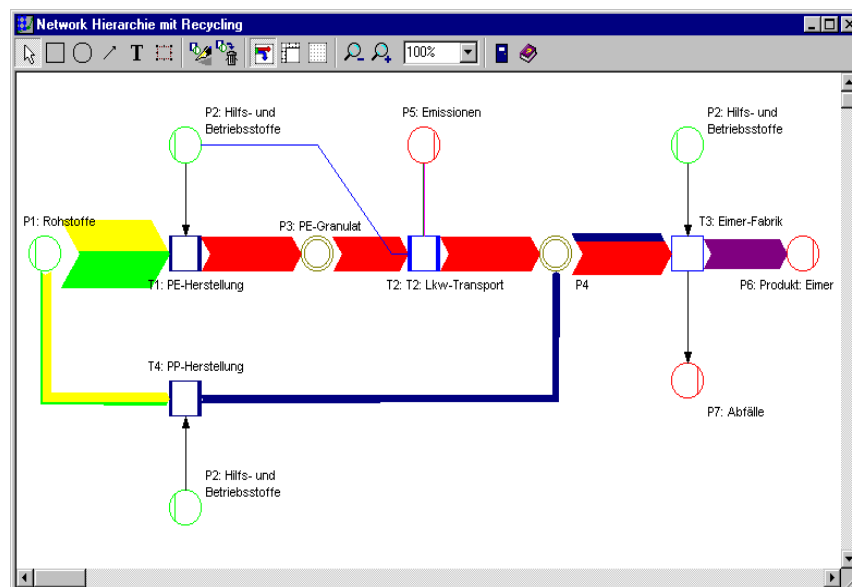 Network Hierarchie mit Recycling
T
100%
P2: Hilfs- und
Betriebsstoffe
P5: Emissionen
P2: Hilfs- und
Betriebsstoffe
P1: Rohstoffe
P3: PE-Granulat
T3: Eimer-Fabrik
T1: PE-Herstellung
T2: T2: Lkw-Transport
P4
P6: Produkt: Eimer
T4: PP-Herstellung
P7: Abfälle
P2: Hilfs- und
Betriebsstoffe